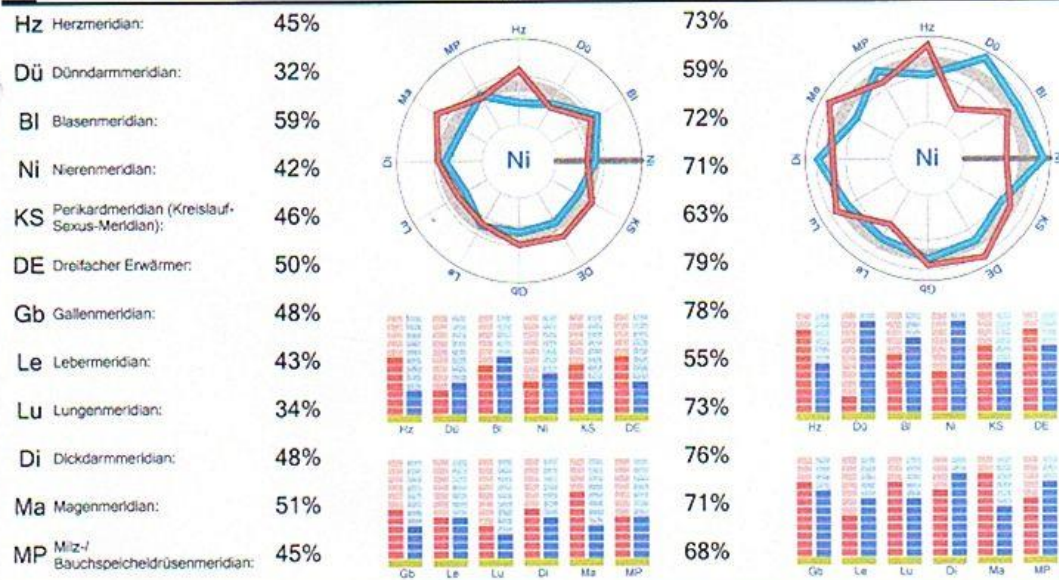 Hz Herzmeridian: 45% 73%
Dü Dünndarmmeridian: 32% 59%
Bl Blasenmeridian: 59% 72%
Ni Nierenmeridian: 42% 71%
KS Perikardmeridian (Kreislauf-
Sexus-Meridian): 46% 63%
DE Dreifacher Erwärmer: 50% 79%
Gb Gallenmeridian: 48% 78%
Le Lebermeridian: 43% 55%
Lu Lungenmeridian: 34% 73%
Di Dickdarmmeridian: 48% 76%
Ma Magenmeridian: 51% 71%
MP Milz-/
Bauchspeicheldrüsenmeridian: 45% 68%
Hz
Dü
Bl
Ni
KS
DE
Gb
Le
Lu
Di
Ma
MP
Ni
Hz
Dü
Bl
KS
DE
Gb
Le
Lu
Di
Ma
MP
Ni
Hz Dü Bl Ni KS DE
Gb Le Lu Di Ma MP
Hz Dü Bl Ni KS DE
Gb Le Lu Di Ma MP